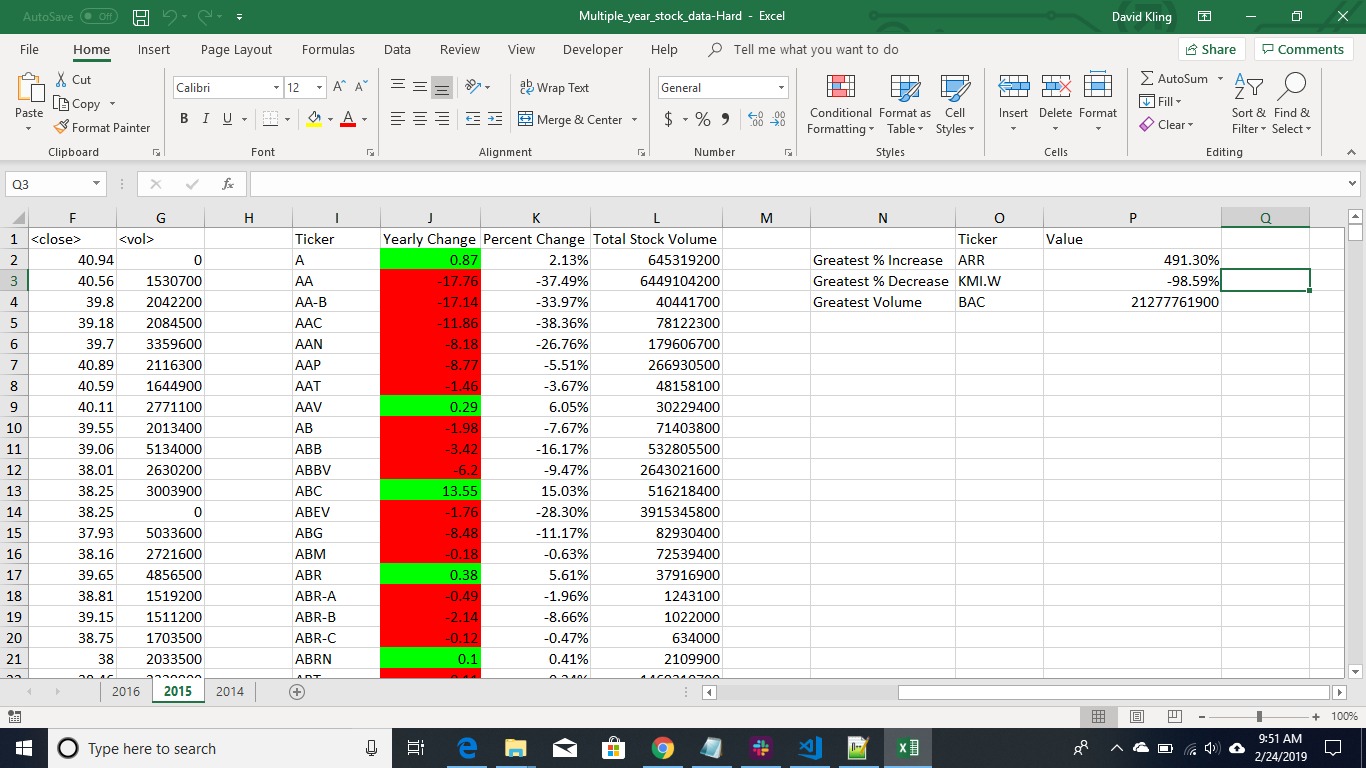 AutoSave Off Multiple_year_stock_data-Hard - Excel David Kling
File Home Insert Page Layout Formulas Data Review View Developer Help Tell me what you want to do Share Comments
Paste Cut Copy Format Painter
Calibri 12 A A B I U A
ab Wrap Text Merge & Center
General $ % , .00 .0
Conditional Formatting Format as Table Cell Styles
Insert Delete Format
AutoSum Fill Clear Sort & Filter Find & Select
Clipboard Font Alignment Number Styles Cells Editing
Q3 fx
F G H I J K L M N O P Q
1 <close> <vol> Ticker Yearly Change Percent Change Total Stock Volume Ticker Value
2 40.94 0 A 0.87 2.13% 645319200 Greatest % Increase ARR 491.30%
3 40.56 1530700 AA -17.76 -37.49% 6449104200 Greatest % Decrease KMI.W -98.59%
4 39.8 2042200 AA-B -17.14 -33.97% 40441700 Greatest Volume BAC 21277761900
5 39.18 2084500 AAC -11.86 -38.36% 78122300
6 39.7 3359600 AAN -8.18 -26.76% 179606700
7 40.89 2116300 AAP -8.77 -5.51% 266930500
8 40.59 1644900 AAT -1.46 -3.67% 48158100
9 40.11 2771100 AAV 0.29 6.05% 30229400
10 39.55 2013400 AB -1.98 -7.67% 71403800
11 39.06 5134000 ABB -3.42 -16.17% 532805500
12 38.01 2630200 ABBV -6.2 -9.47% 2643021600
13 38.25 3003900 ABC 13.55 15.03% 516218400
14 38.25 0 ABEV -1.76 -28.30% 3915345800
15 37.93 5033600 ABG -8.48 -11.17% 82930400
16 38.16 2721600 ABM -0.18 -0.63% 72539400
17 39.65 4856500 ABR 0.38 5.61% 37916900
18 38.81 1519200 ABR-A -0.49 -1.96% 1243100
19 39.15 1511200 ABR-B -2.14 -8.66% 1022000
20 38.75 1703500 ABR-C -0.12 -0.47% 634000
21 38 2033500 ABRN 0.1 0.41% 2109900
2016 2015 2014
100%
Type here to search
9:51 AM
2/24/2019